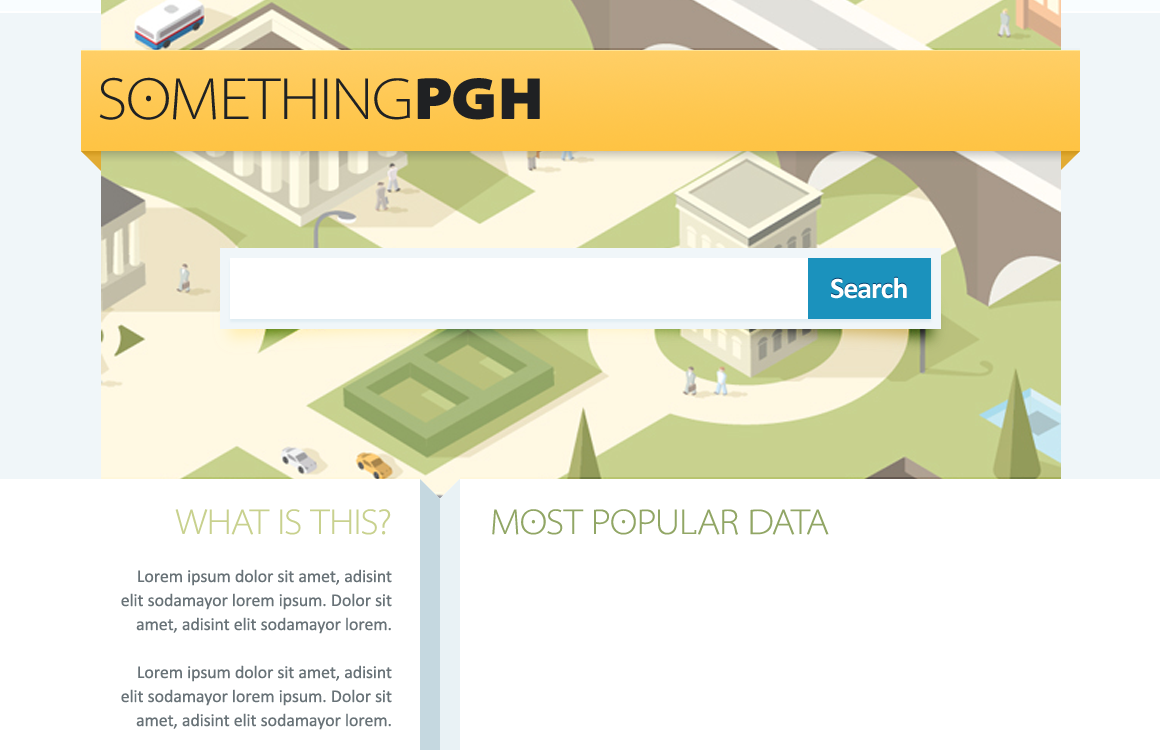 SOMETHINGPGH
Search
WHAT IS THIS?
Lorem ipsum dolor sit amet, adisint
elit sodamayor lorem ipsum. Dolor sit
amet, adisint elit sodamayor lorem.
Lorem ipsum dolor sit amet, adisint
elit sodamayor lorem ipsum. Dolor sit
amet, adisint elit sodamayor lorem.
MOST POPULAR DATA